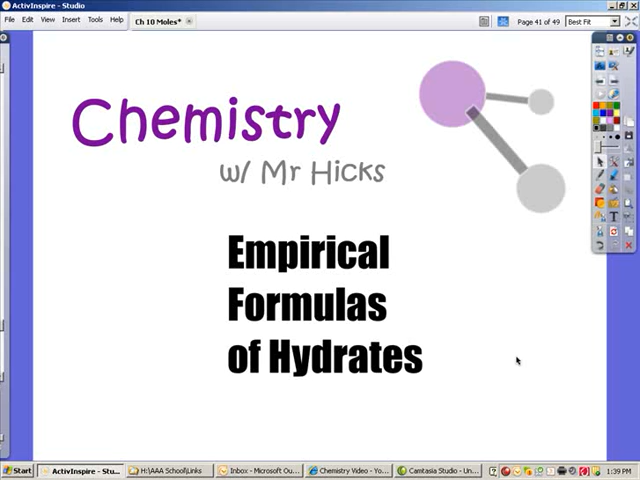 ActivInspire - Studio
File Edit View Insert Tools Help
Ch 10 Moles*
Page 41 of 49
Best Fit
Chemistry
w/ Mr Hicks
Empirical
Formulas
of Hydrates
Start
ActivInspire - Stu...
H:\AAA School\Links
Inbox - Microsoft Ou...
Chemistry Video - Yo...
Camtasia Studio - Un...
1:39 PM